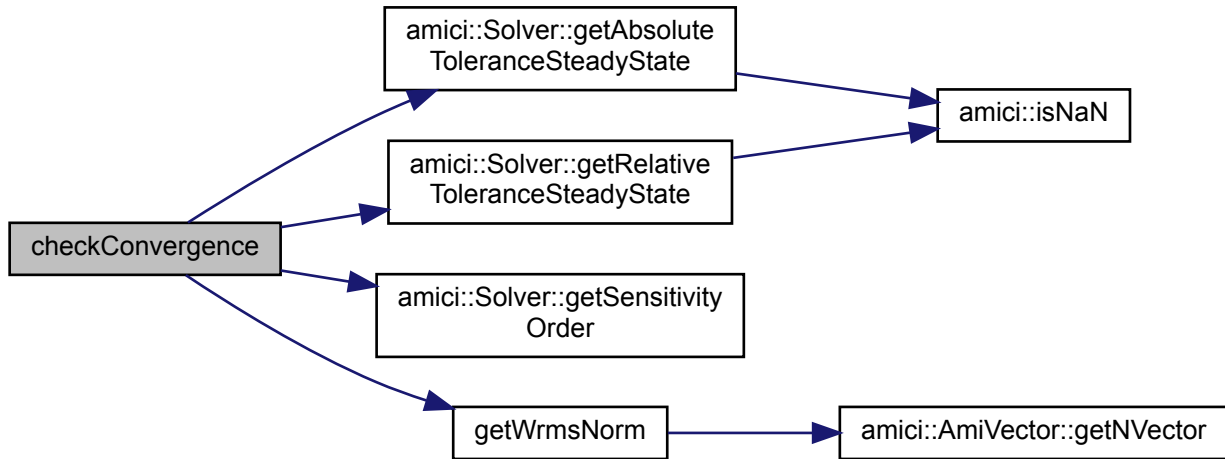 amici::Solver::getAbsolute
ToleranceSteadyState
amici::isNaN
amici::Solver::getRelative
ToleranceSteadyState
checkConvergence
amici::Solver::getSensitivity
Order
getWrmsNorm
amici::AmiVector::getNVector